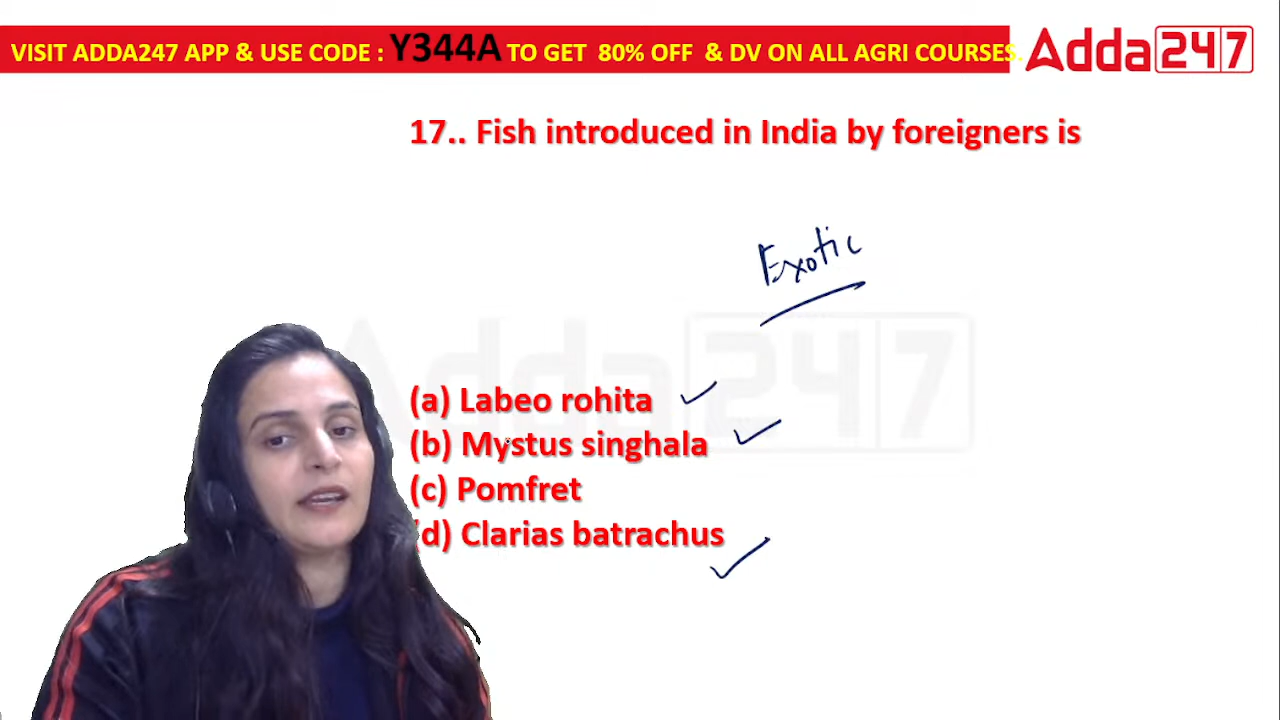 VISIT ADDA247 APP & USE CODE : Y344A TO GET 80% OFF & DV ON ALL AGRI COURSES.
Adda247
17.. Fish introduced in India by foreigners is
Exotic
Adda247
(a) Labeo rohita
(b) Mystus singhala
(c) Pomfret
(d) Clarias batrachus